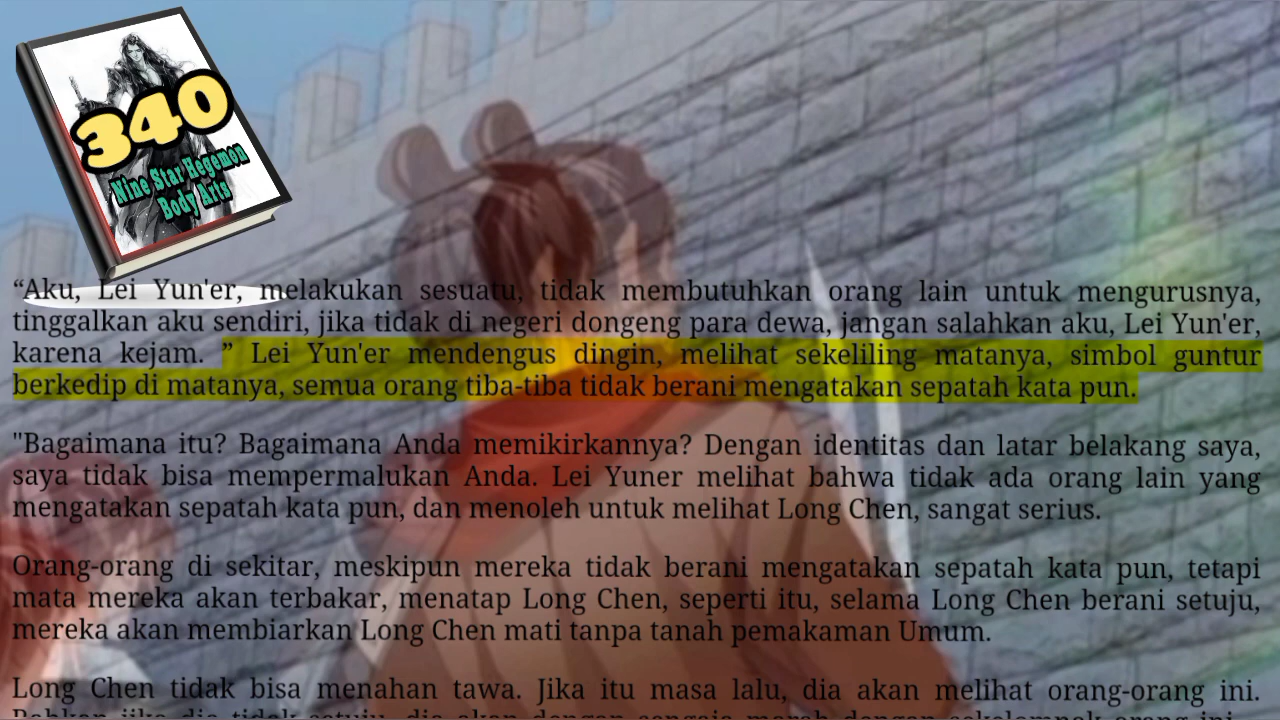 340
Nine Star Hegemon
Body Arts
“Aku, Lei Yun'er, melakukan sesuatu, tidak membutuhkan orang lain untuk mengurusnya,
tinggalkan aku sendiri, jika tidak di negeri dongeng para dewa, jangan salahkan aku, Lei Yun'er,
karena kejam. ” Lei Yun'er mendengus dingin, melihat sekeliling matanya, simbol guntur
berkedip di matanya, semua orang tiba-tiba tidak berani mengatakan sepatah kata pun.
"Bagaimana itu? Bagaimana Anda memikirkannya? Dengan identitas dan latar belakang saya,
saya tidak bisa mempermalukan Anda. Lei Yuner melihat bahwa tidak ada orang lain yang
mengatakan sepatah kata pun, dan menoleh untuk melihat Long Chen, sangat serius.
Orang-orang di sekitar, meskipun mereka tidak berani mengatakan sepatah kata pun, tetapi
mata mereka akan terbakar, menatap Long Chen, seperti itu, selama Long Chen berani setuju,
mereka akan membiarkan Long Chen mati tanpa tanah pemakaman Umum.
Long Chen tidak bisa menahan tawa. Jika itu masa lalu, dia akan melihat orang-orang ini.